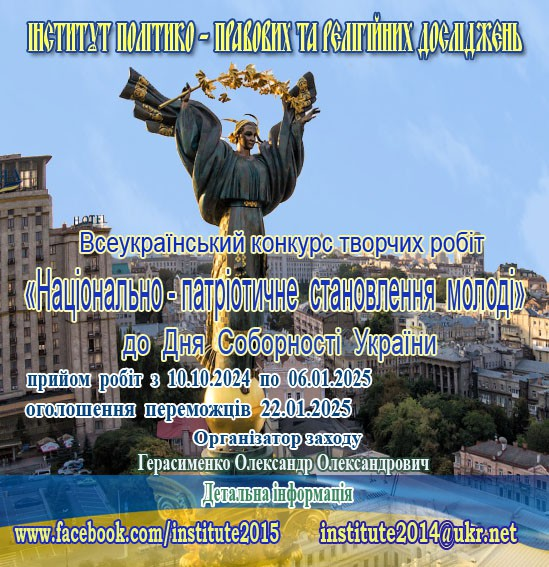 ІНСТИТУТ ПОЛІТИКО - ПРАВОВИХ ТА РЕЛІГІЙНИХ ДОСЛІДЖЕНЬ
HOTEL
Всеукраїнський конкурс творчих робіт
«Національно - патріотичне становлення молоді»
до Дня Соборності України
прийом робіт з 10.10.2024 по 06.01.2025
оголошення переможців 22.01.2025
Організатор заходу
Герасименко Олександр Олександрович
Детальна інформація
www.facebook.com/institute2015 institute2014@ukr.net